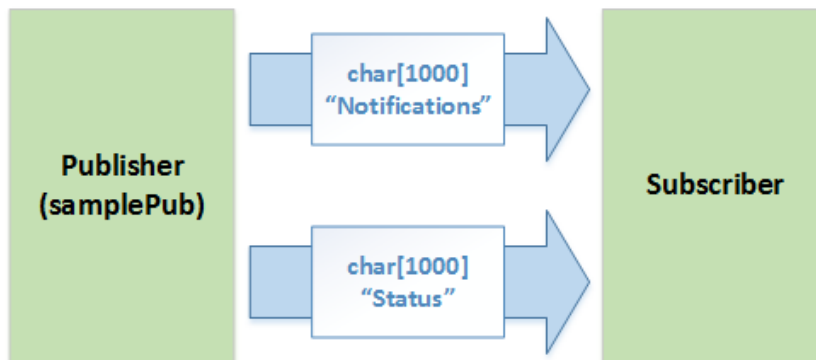 Publisher
(samplePub)
char[1000]
“Notifications”
char[1000]
“Status”
Subscriber